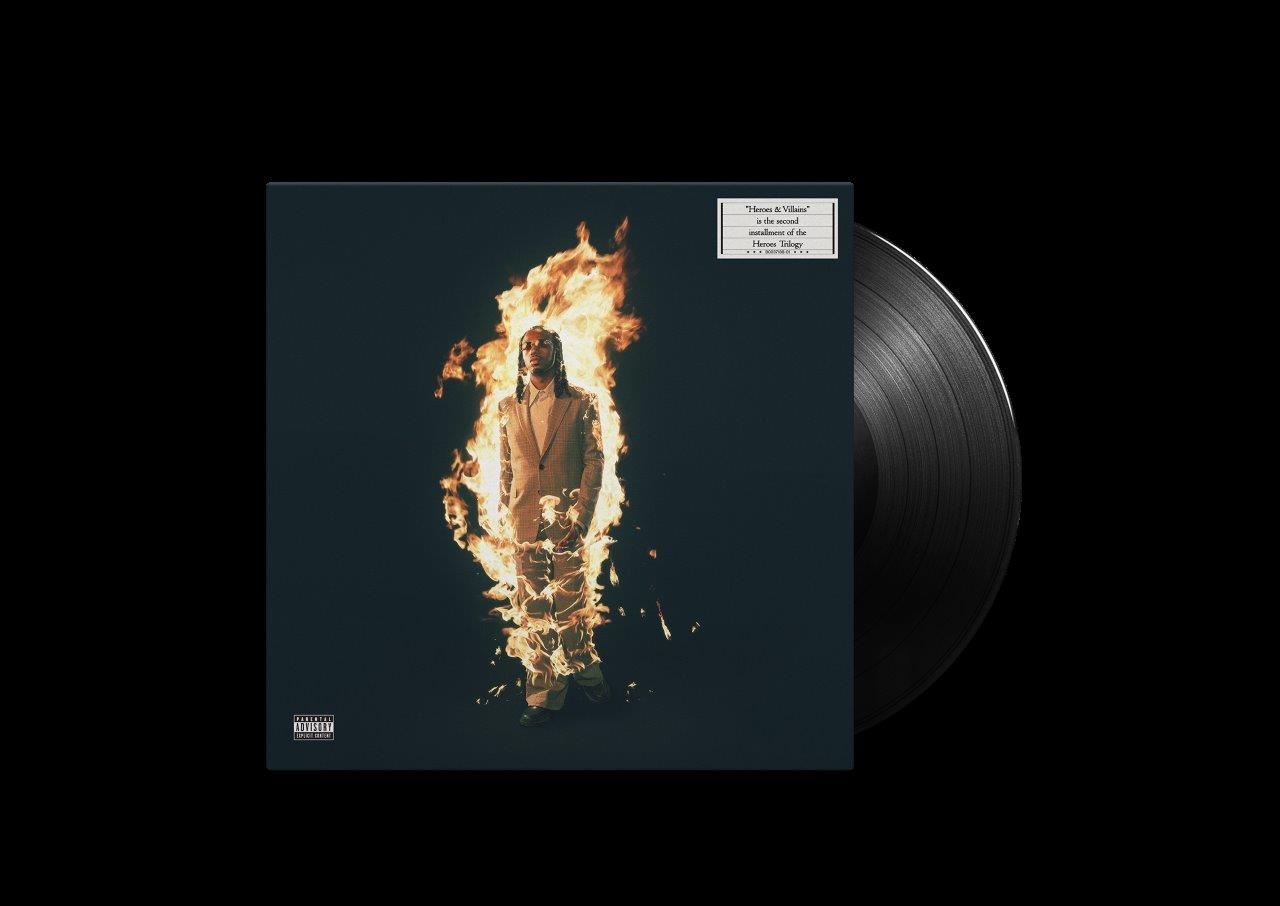 "Heroes & Villains"
is the second
installment of the
Heroes Trilogy
PARENTAL
ADVISORY
EXPLICIT CONTENT